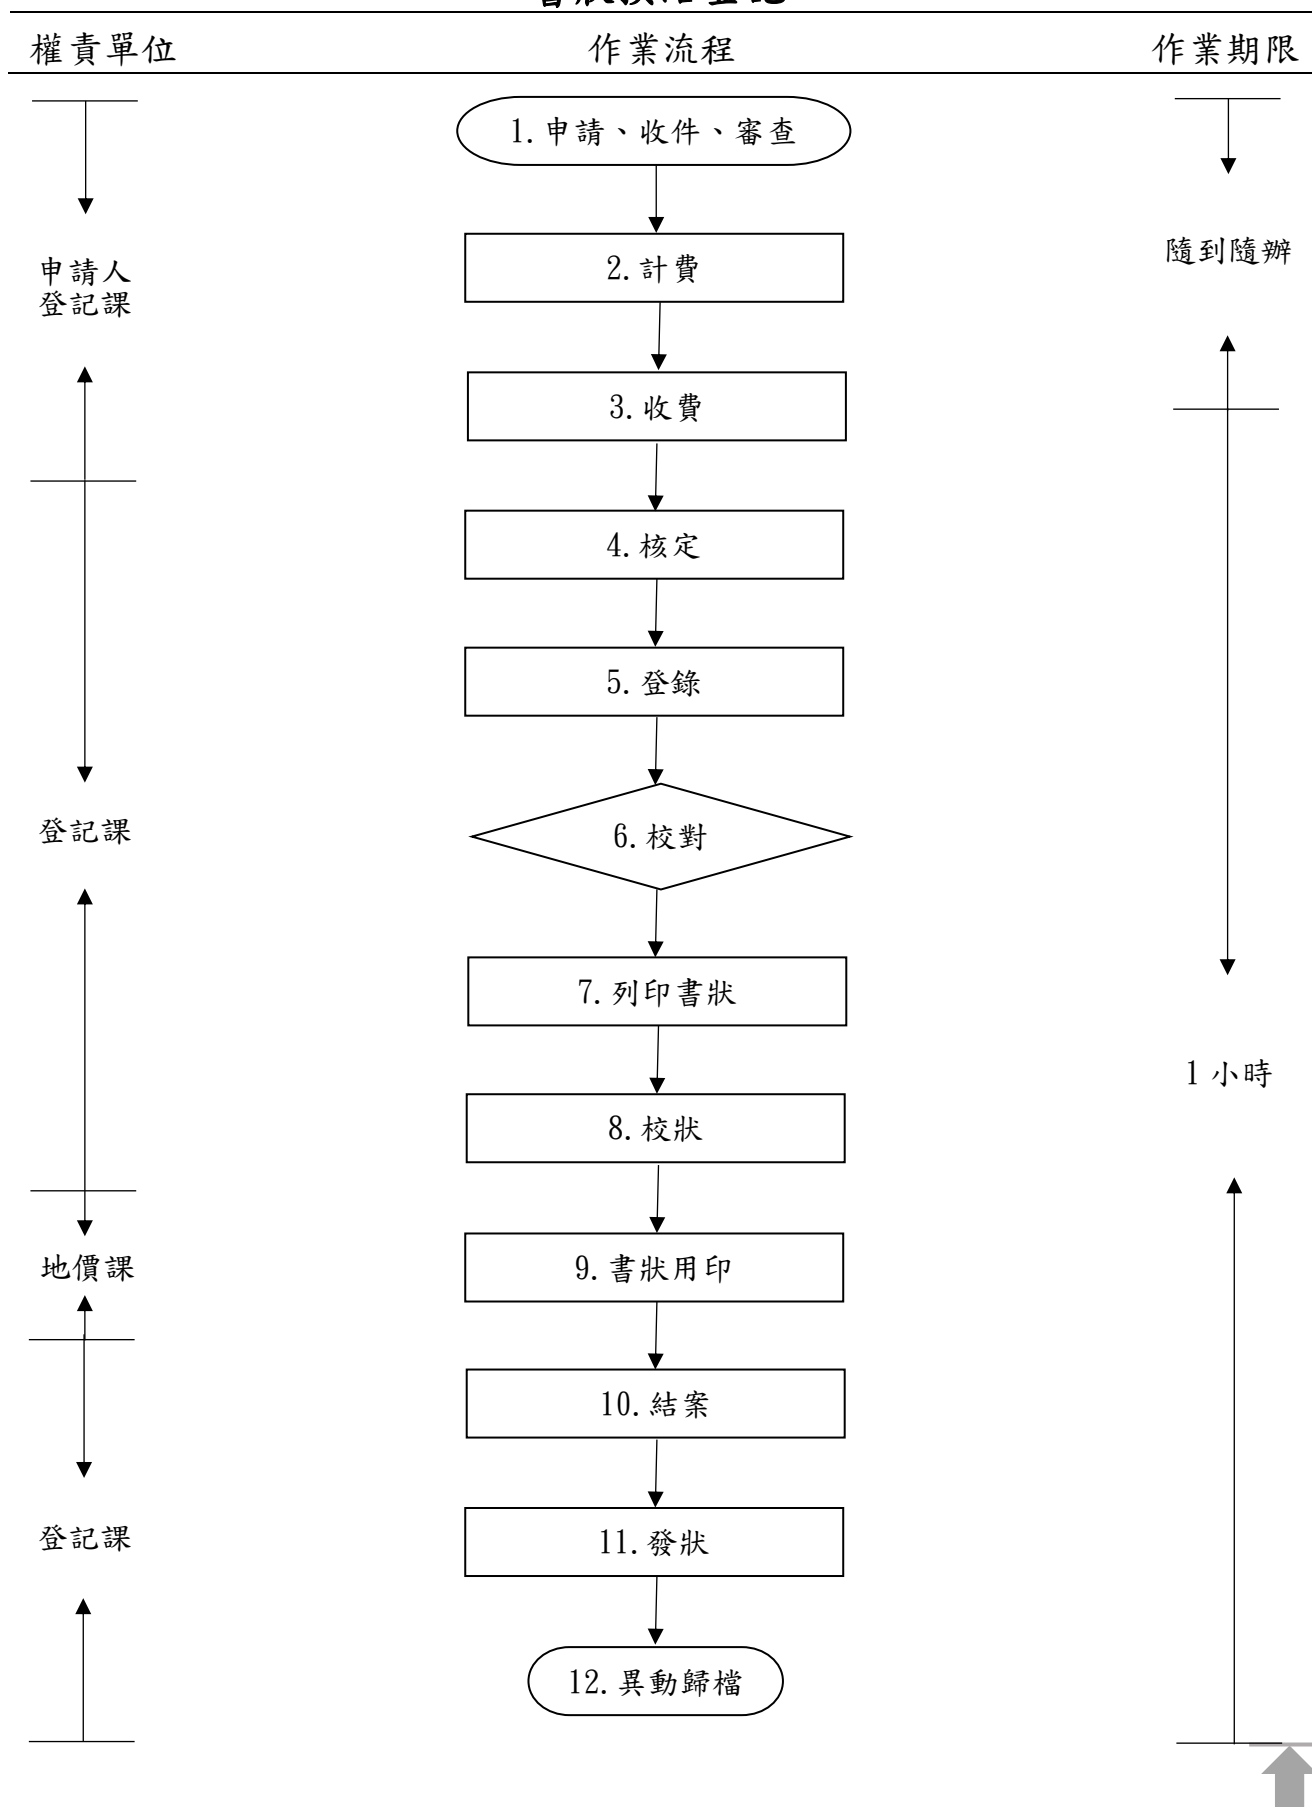 權責單位 作業流程 作業期限
1.申請、收件、審查
2.計費
隨到隨辦
申請人
登記課
3.收費
4.核定
5.登錄
6.校對
登記課
7.列印書狀
1 小時
8.校狀
9.書狀用印
地價課
10.結案
11.發狀
登記課
12.異動歸檔